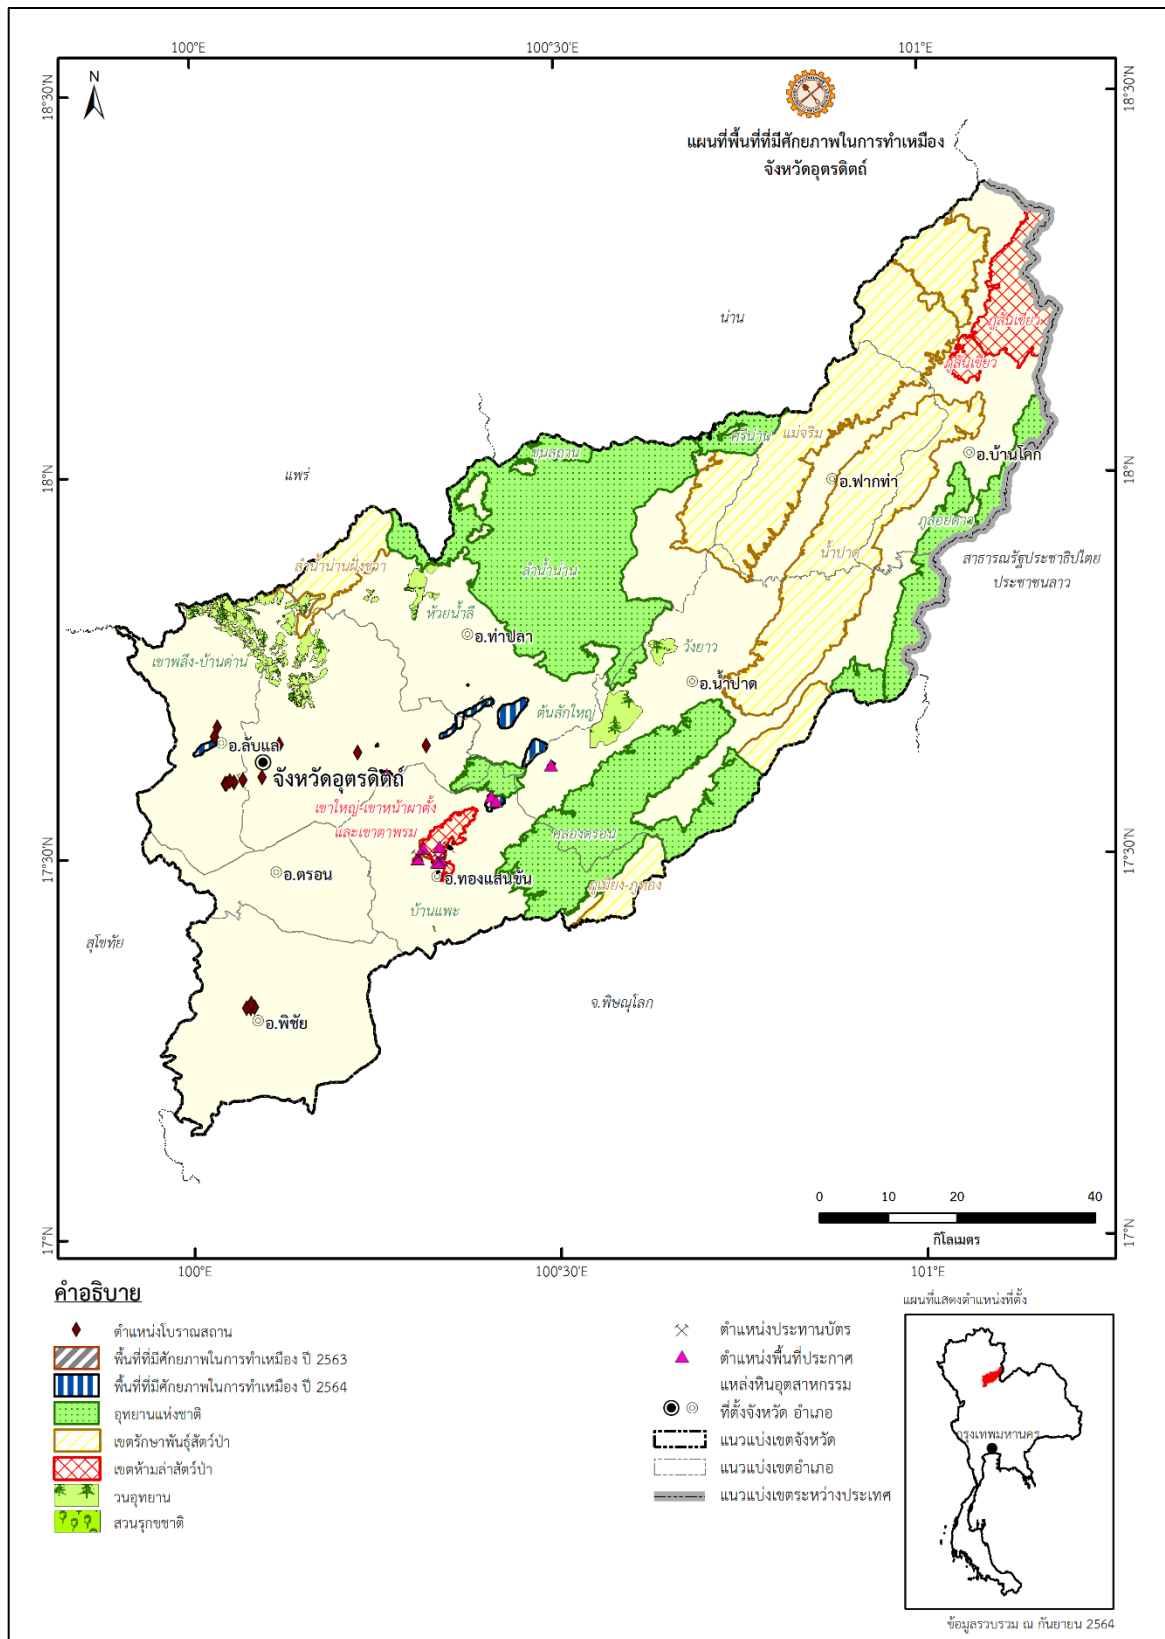 100°E
100°30'E
101°E
N
18°30'N
18°30'N
แผนที่พื้นที่ที่มีศักยภาพในการทำเหมือง
จังหวัดอุตรดิตถ์
น่าน
ภูสันเขียว
ภูสันเขียว
ศรีน่าน
แม่จริม
ขุนสถาน
อ.บ้านโคก
แพร่
18°N
18°N
อ.ฟากท่า
ภูสอยดาว
น้ำปาด
สาธารณรัฐประชาธิปไตย
ประชาชนลาว
ลำน้ำน่านฝั่งขวา
ลำน้ำน่าน
ห้วยน้ำลี
อ.ท่าปลา
วังยาว
เขาพลึง-บ้านด่าน
อ.น้ำปาด
ต้นสักใหญ่
อ.ลับแล
จังหวัดอุตรดิตถ์
เขาใหญ่-เขาหน้าผาตั้ง
และเขาตาพรม
คลองตรอน
17°30'N
17°30'N
อ.ตรอน
อ.ทองแสนขัน
ภูเมี่ยง-ภูทอง
บ้านแพะ
สุโขทัย
จ.พิษณุโลก
อ.พิชัย
0
10
20
40
กิโลเมตร
17°N
17°N
100°E
100°30'E
101°E
คำอธิบาย
ตำแหน่งโบราณสถาน
พื้นที่ที่มีศักยภาพในการทำเหมือง ปี 2563
พื้นที่ที่มีศักยภาพในการทำเหมือง ปี 2564
อุทยานแห่งชาติ
เขตรักษาพันธุ์สัตว์ป่า
เขตห้ามล่าสัตว์ป่า
วนอุทยาน
สวนรุกขชาติ
ตำแหน่งประทานบัตร
ตำแหน่งพื้นที่ประกาศ
แหล่งหินอุตสาหกรรม
ที่ตั้งจังหวัด อำเภอ
แนวแบ่งเขตจังหวัด
แนวแบ่งเขตอำเภอ
แนวแบ่งเขตระหว่างประเทศ
แผนที่แสดงตำแหน่งที่ตั้ง
กรุงเทพมหานคร
ข้อมูลรวบรวม ณ กันยายน 2564